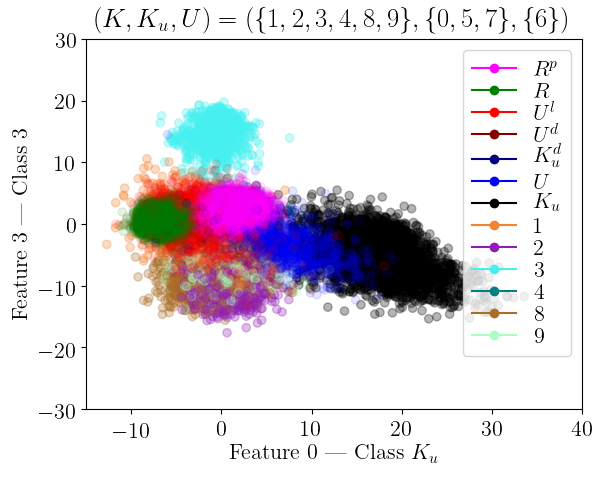 (K, K_u, U) = ({1, 2, 3, 4, 8, 9}, {0, 5, 7}, {6})
30
20
10
0
−10
−20
−30
Feature 3 — Class 3
R^p
R
U^l
U^d
K_u^d
U
K_u
1
2
3
4
8
9
−10
0
10
20
30
40
Feature 0 — Class K_u